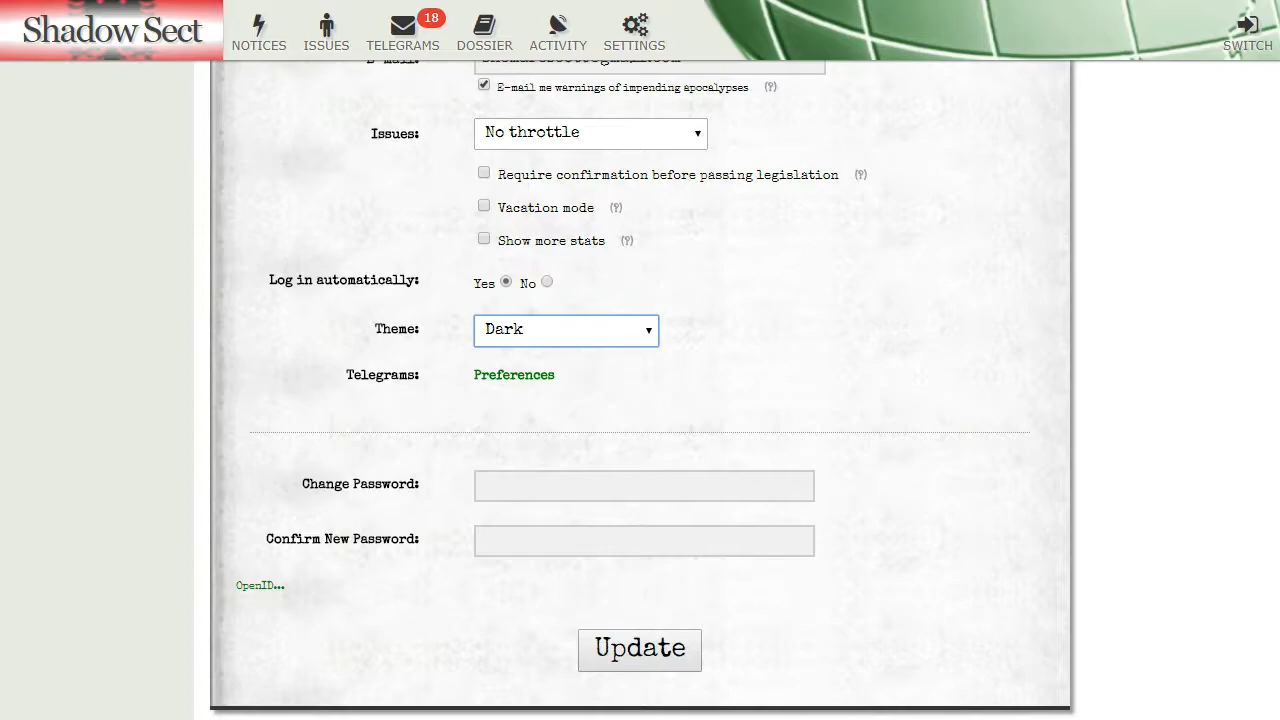 Shadow Sect
NOTICES
ISSUES
TELEGRAMS
18
DOSSIER
ACTIVITY
SETTINGS
SWITCH
E-mail:
E-mail me warnings of impending apocalypses (?)
Issues:
No throttle
Require confirmation before passing legislation (?)
Vacation mode (?)
Show more stats (?)
Log in automatically:
Yes No
Theme:
Dark
Telegrams:
Preferences
Change Password:
Confirm New Password:
OpenID...
Update